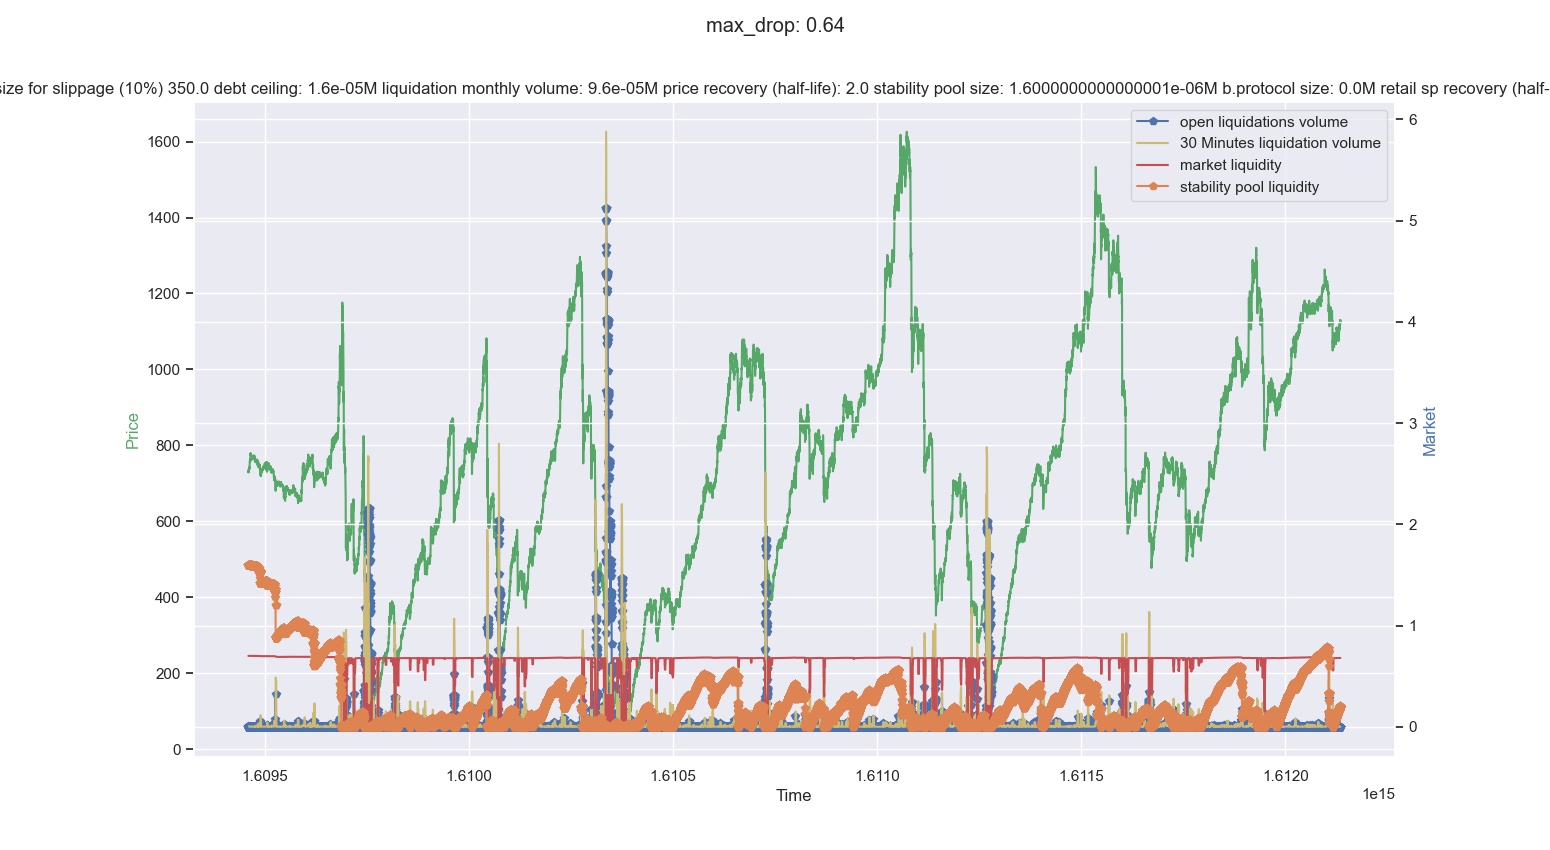 max_drop: 0.64
size for slippage (10%) 350.0 debt ceiling: 1.6e-05M liquidation monthly volume: 9.6e-05M price recovery (half-life): 2.0 stability pool size: 1.6000000000000001e-06M b.protocol size: 0.0M retail sp recovery (half-
open liquidations volume
30 Minutes liquidation volume
market liquidity
stability pool liquidity
Price
1600
1400
1200
1000
800
600
400
200
0
6
5
4
3
2
1
0
Market
1.6095
1.6100
1.6105
1.6110
1.6115
1.6120
Time
1e15